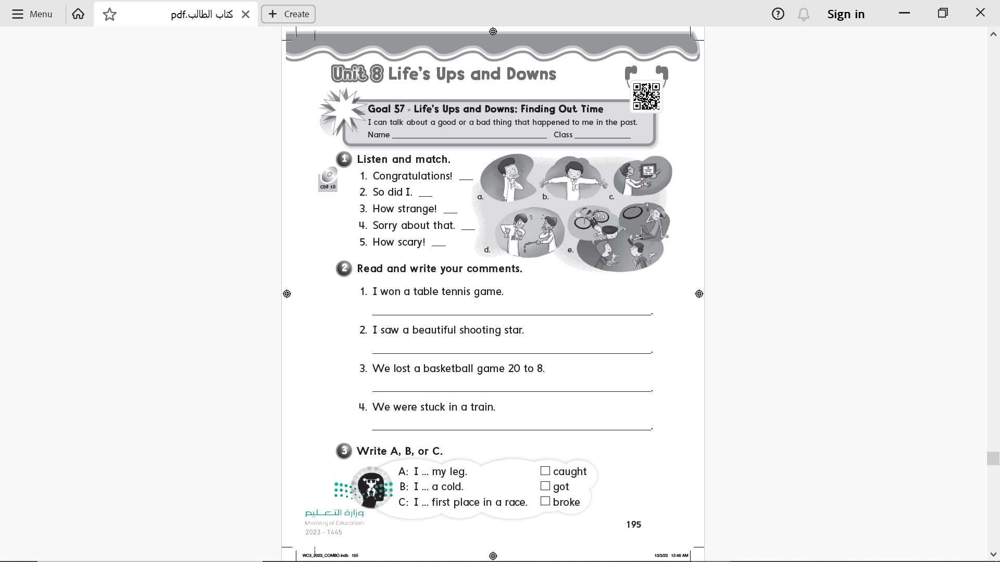 Menu
كتاب الطالب.pdf
Create
Sign in
Unit 8 Life's Ups and Downs
Goal 57 • Life's Ups and Downs: Finding Out Time
I can talk about a good or a bad thing that happened to me in the past.
Name ____________ Class ____________
1 Listen and match.
CD8 10
1. Congratulations! ___
2. So did I. ___
3. How strange! ___
4. Sorry about that. ___
5. How scary! ___
a.
b.
c.
d.
e.
2 Read and write your comments.
1. I won a table tennis game.
____________.
2. I saw a beautiful shooting star.
____________.
3. We lost a basketball game 20 to 8.
____________.
4. We were stuck in a train.
____________.
3 Write A, B, or C.
A: I ... my leg. □ caught
B: I ... a cold. □ got
C: I ... first place in a race. □ broke
وزارة التعليم
Ministry of Education
2023 - 1445
195
WC3_2023_COMBO.indb 195
13/3/23 12:46 AM